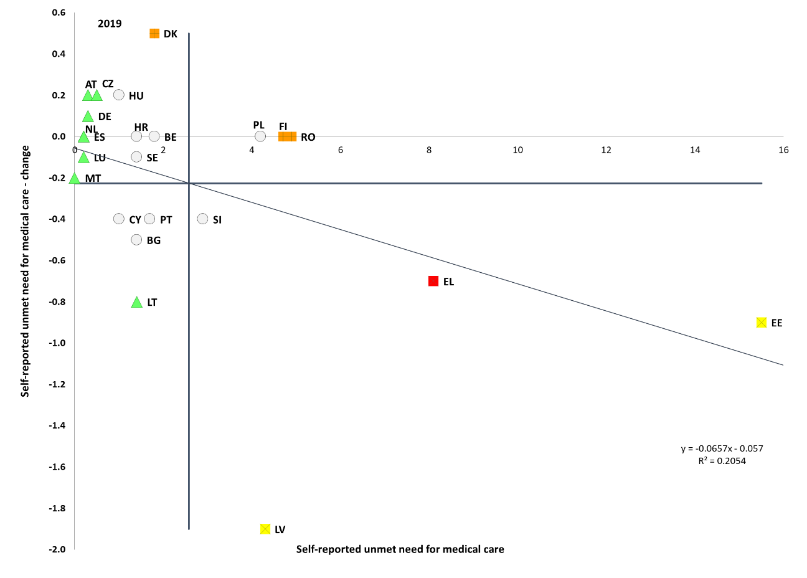 0.6
2019
DK
0.4
AT CZ
0.2
HU
DE
NL
HR
PL
FI
0.0
ES
BE
RO
0
2
4
6
8
10
12
14
16
LU
SE
-0.2
MT
-0.4
CY
PT
SI
BG
-0.6
EL
-0.8
LT
EE
-1.0
-1.2
-1.4
y = -0.0657x - 0.057
R² = 0.2054
-1.6
-1.8
LV
-2.0
Self-reported unmet need for medical care
Self-reported unmet need for medical care - change